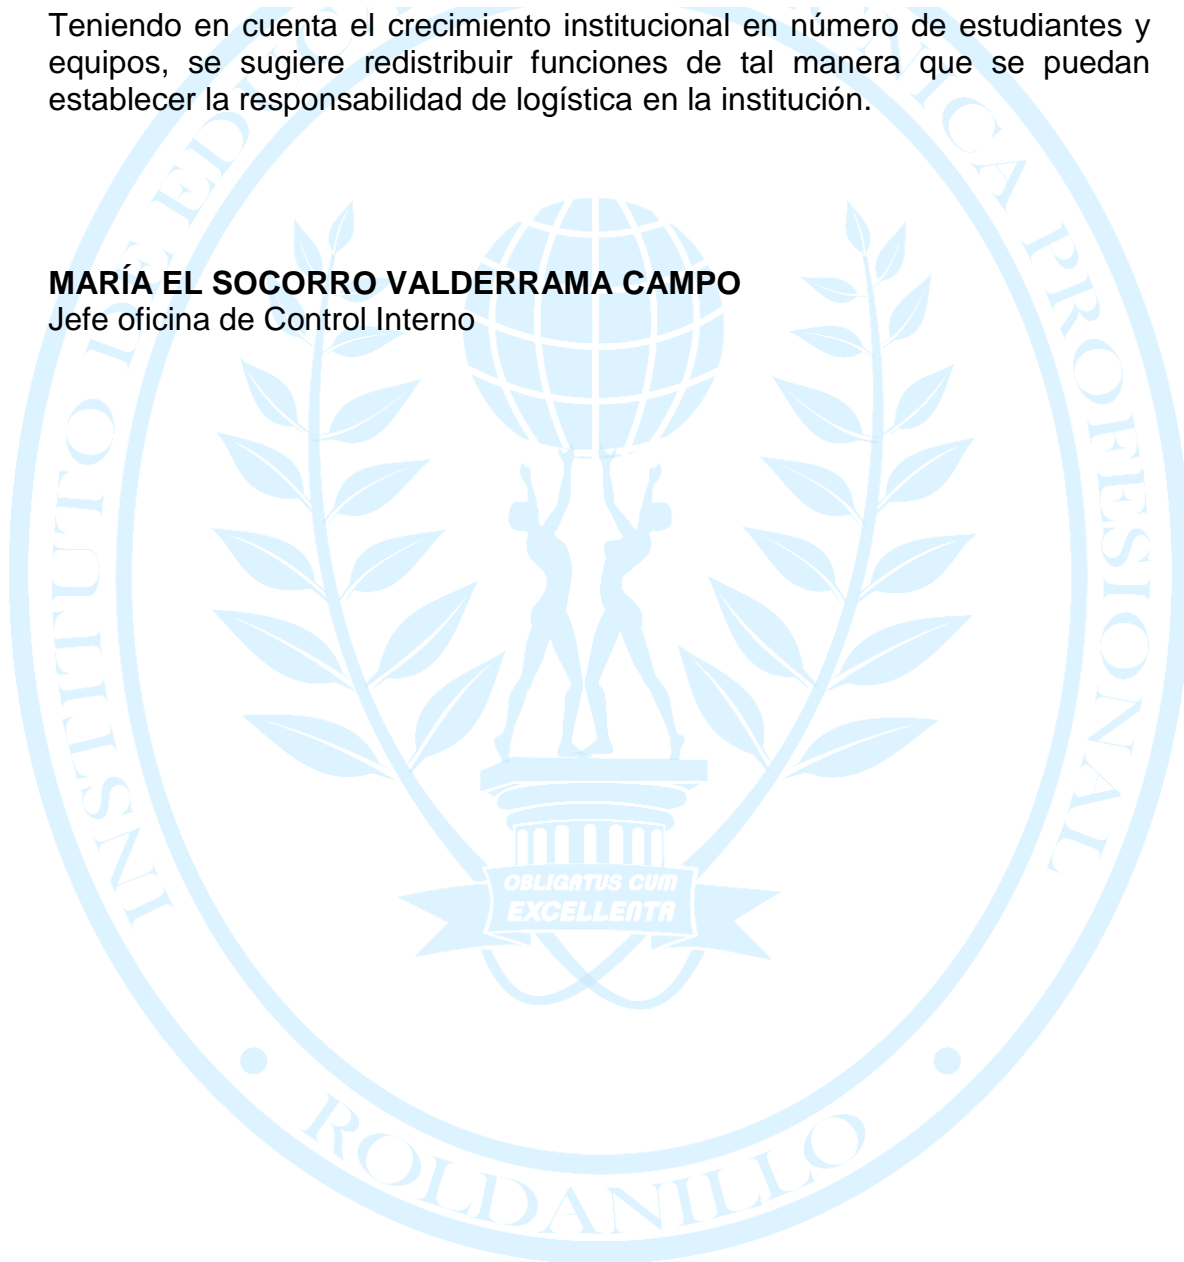 Teniendo en cuenta el crecimiento institucional en número de estudiantes y
equipos, se sugiere redistribuir funciones de tal manera que se puedan
establecer la responsabilidad de logística en la institución.
MARÍA EL SOCORRO VALDERRAMA CAMPO
Jefe oficina de Control Interno
INSTITUTO DE PROFESIONAL
OBLIGATUS CUM
EXCELLENTA
ROLDANILLO